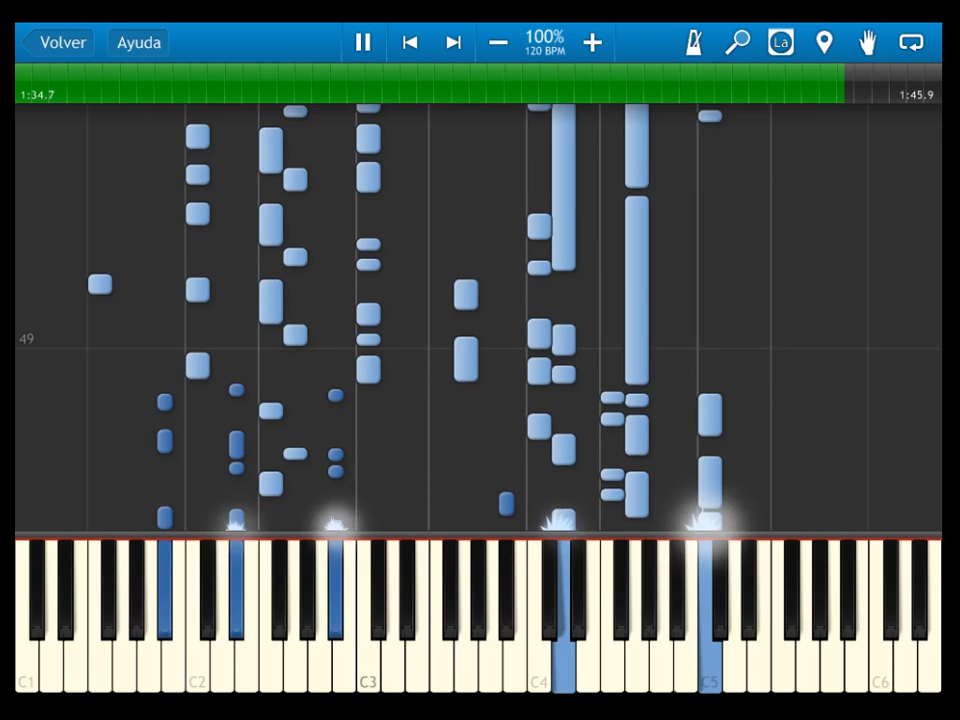 Volver
Ayuda
100%
120 BPM
La
1:34.7
1:45.9
49
C1
C2
C3
C4
C5
C6